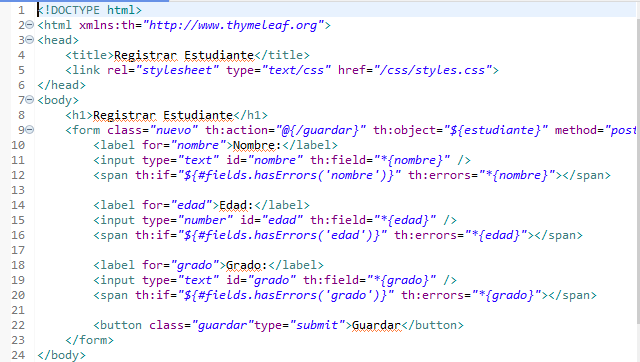 1 <!DOCTYPE html>
2 <html xmlns:th="http://www.thymeleaf.org">
3 <head>
4 <title>Registrar Estudiante</title>
5 <link rel="stylesheet" type="text/css" href="/css/styles.css">
6 </head>
7 <body>
8 <h1>Registrar Estudiante</h1>
9 <form class="nuevo" th:action="@{/guardar}" th:object="${estudiante}" method="post
10 <label for="nombre">Nombre:</label>
11 <input type="text" id="nombre" th:field="*{nombre}" />
12 <span th:if="${#fields.hasErrors('nombre')}" th:errors="*{nombre}"></span>
13
14 <label for="edad">Edad:</label>
15 <input type="number" id="edad" th:field="*{edad}" />
16 <span th:if="${#fields.hasErrors('edad')}" th:errors="*{edad}"></span>
17
18 <label for="grado">Grado:</label>
19 <input type="text" id="grado" th:field="*{grado}" />
20 <span th:if="${#fields.hasErrors('grado')}" th:errors="*{grado}"></span>
21
22 <button class="guardar"type="submit">Guardar</button>
23 </form>
24 </body>